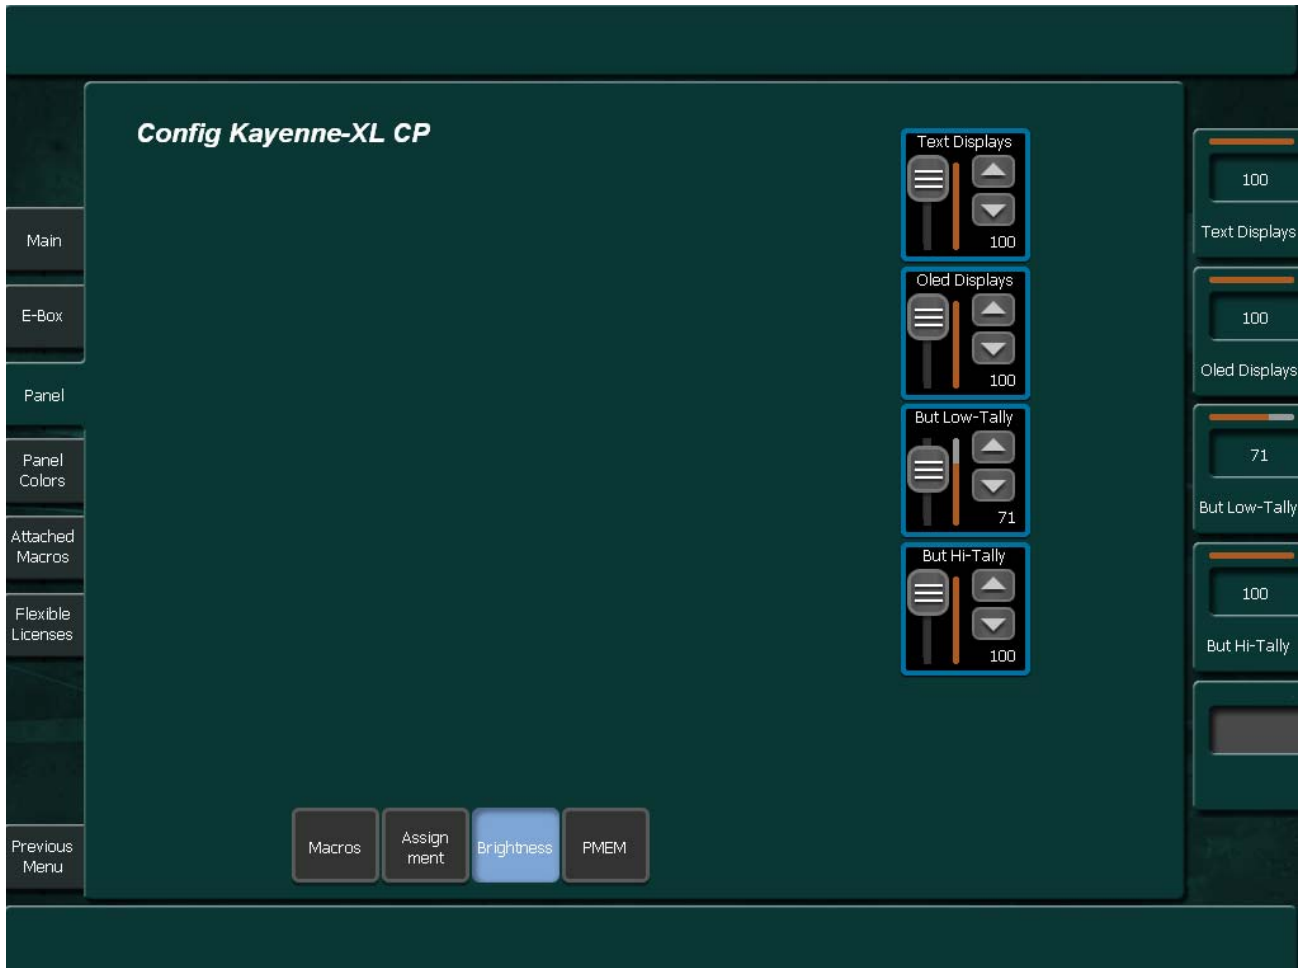 Config Kayenne-XL CP
Main
E-Box
Panel
Panel
Colors
Attached
Macros
Flexible
Licenses
Previous
Menu
Text Displays
100
Oled Displays
100
But Low-Tally
71
But Hi-Tally
100
Macros
Assign
ment
Brightness
PMEM
100
Text Displays
100
Oled Displays
71
But Low-Tally
100
But Hi-Tally